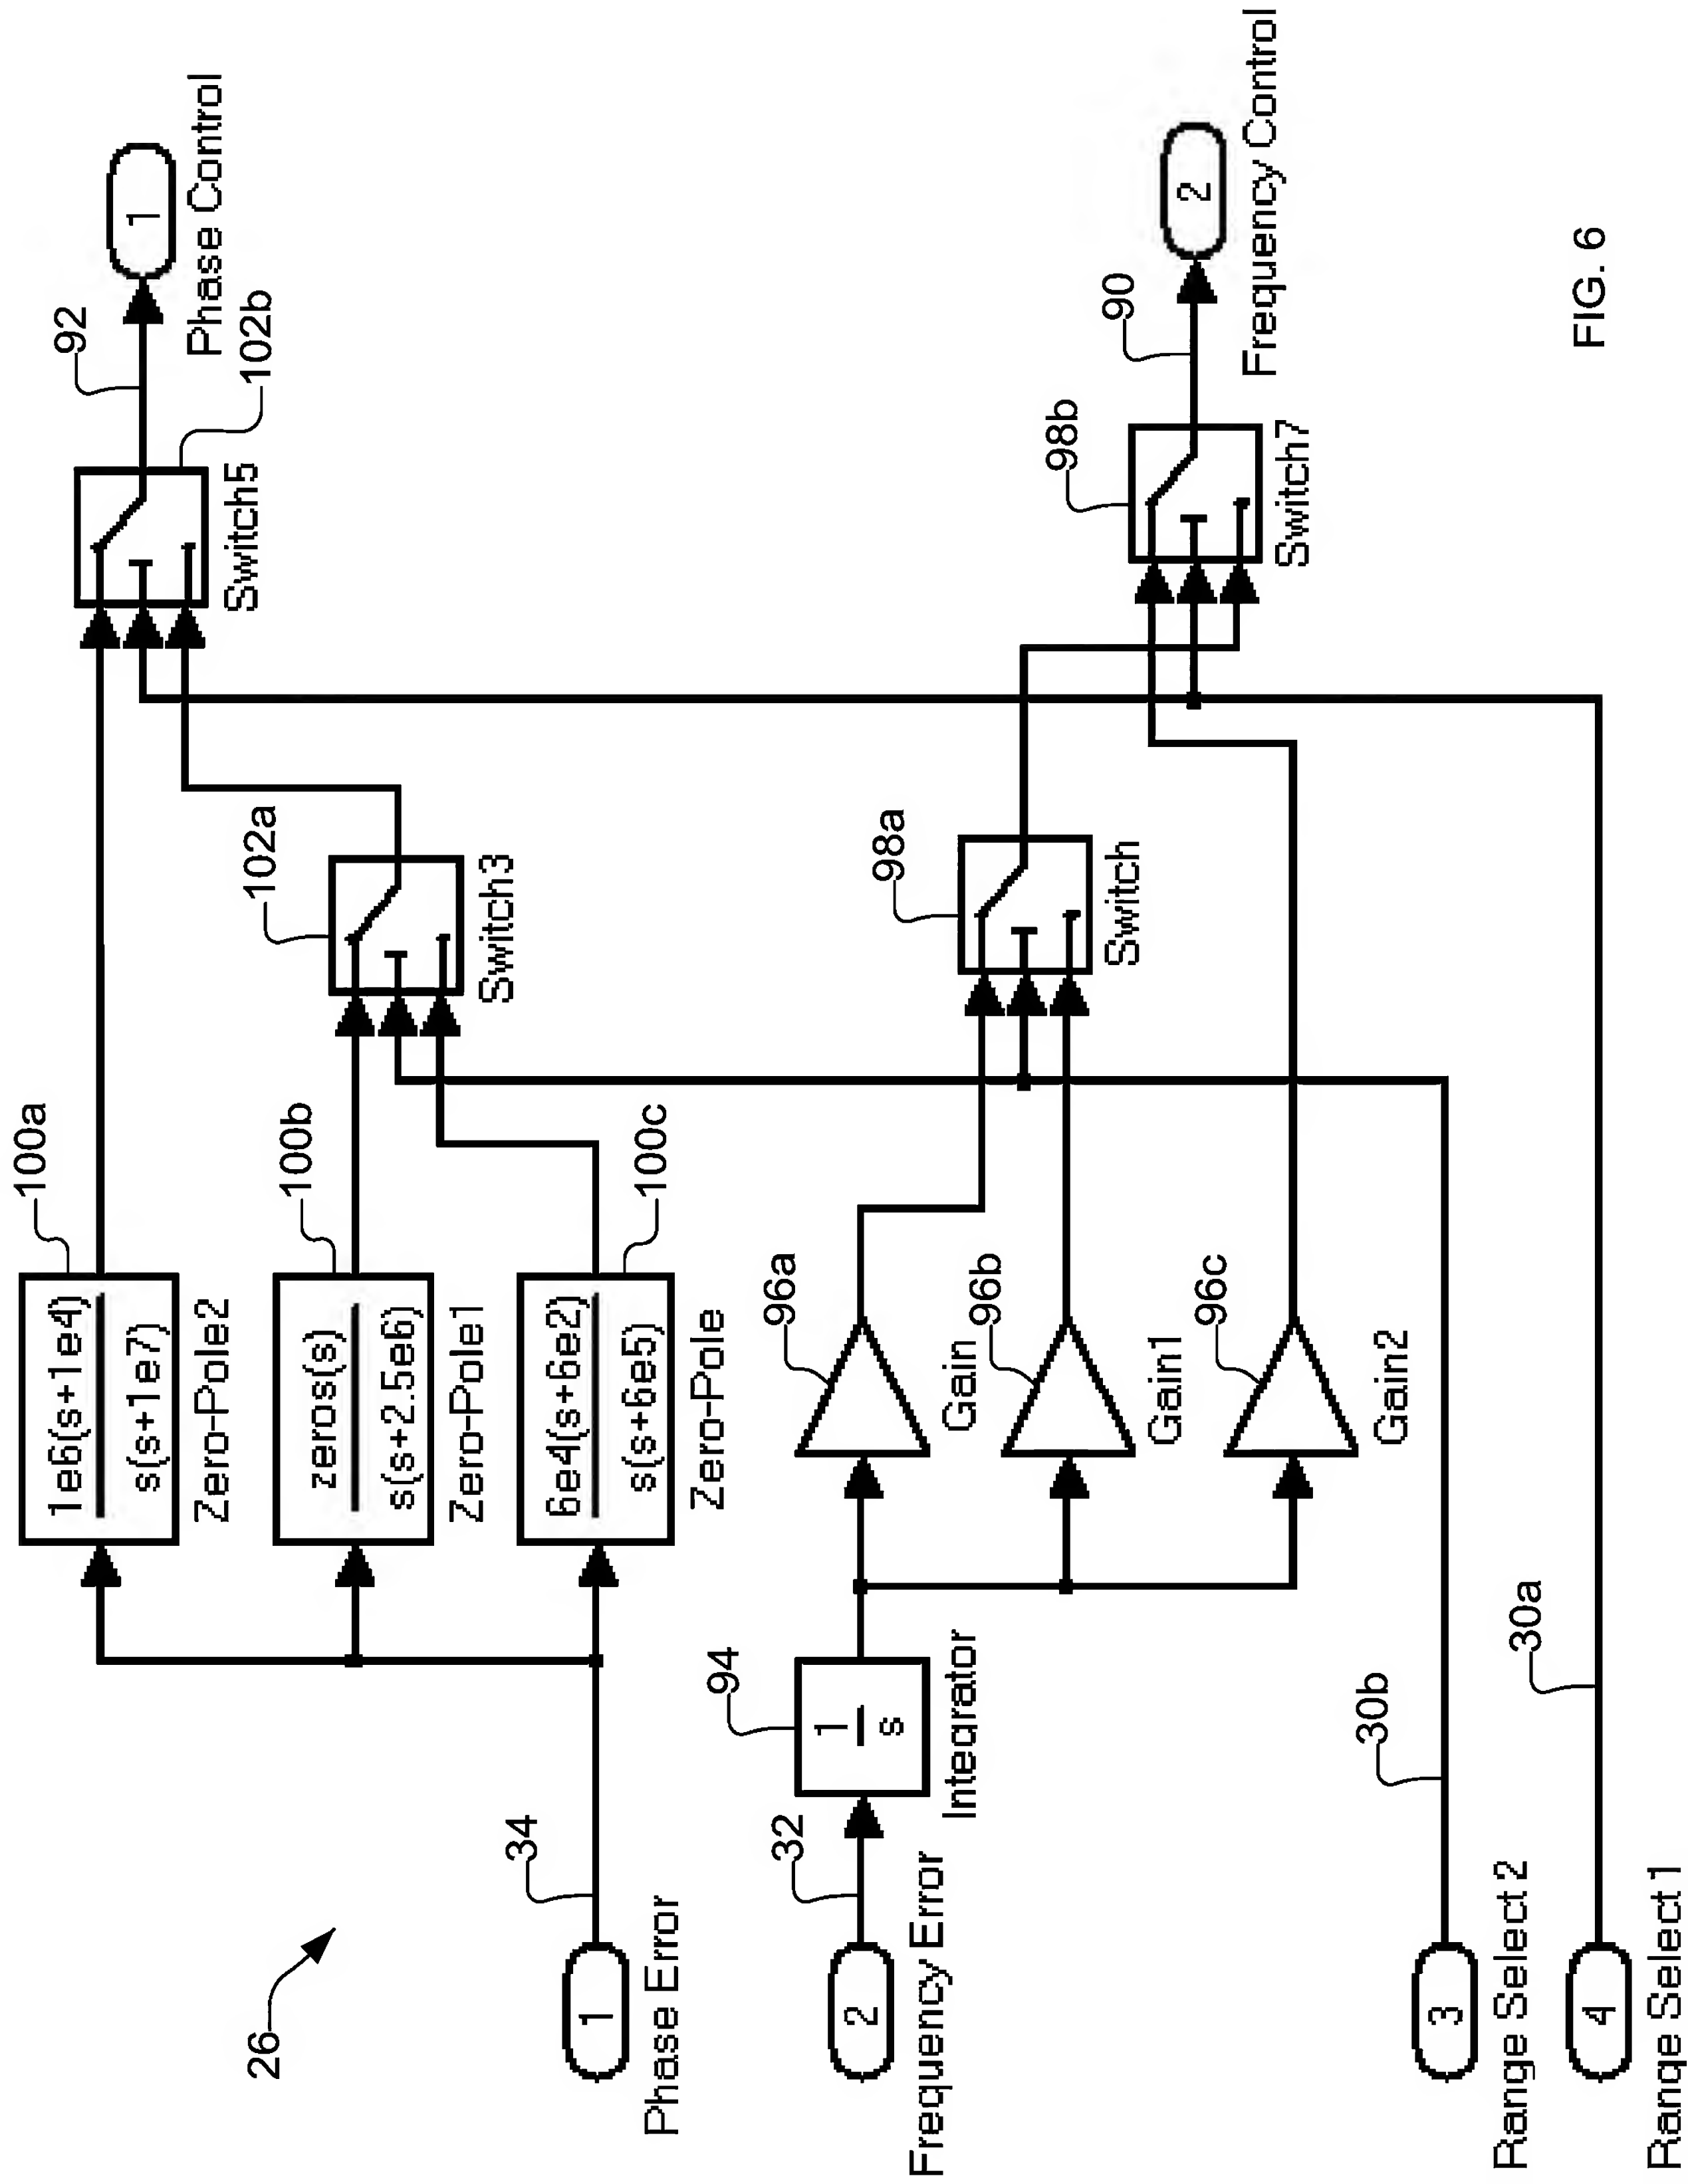 26
1
Phase Error
34
100a
1e6(s+1e4)
s(s+1e7)
Zero-Pole2
100b
zeros(s)
s(s+2.5e6)
Zero-Pole1
100c
6e4(s+6e2)
s(s+6e5)
Zero-Pole
102a
Switch3
102b
Switch5
92
1
Phase Control
2
Frequency Error
32
94
1
s
Integrator
96a
Gain
96b
Gain1
96c
Gain2
98a
Switch
98b
Switch7
90
2
Frequency Control
3
Range Select 2
30b
4
Range Select 1
30a
FIG. 6